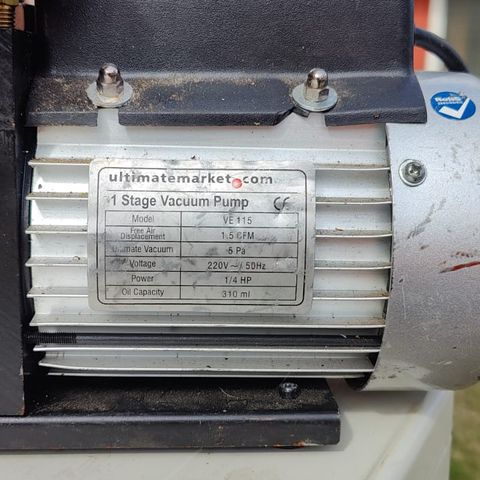 ultimatemarket.com
1 Stage Vacuum Pump CE
Model VE 115
Free Air Displacement 1.5 CFM
Ultimate Vacuum 5 Pa
Voltage 220V ~ / 50Hz
Power 1/4 HP
Oil Capacity 310 ml
RoHS